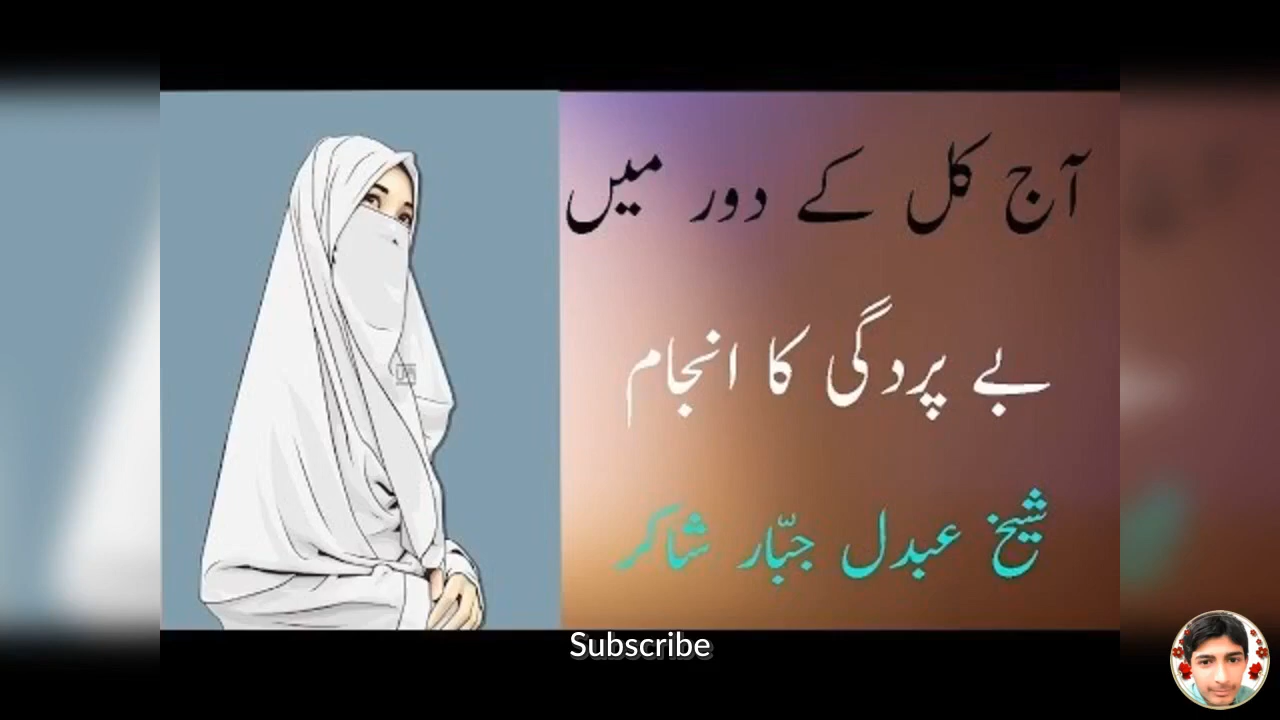 آج کل کے دور میں
بے پردگی کا انجام
شیخ عبدل جبّار شاکر
Subscribe